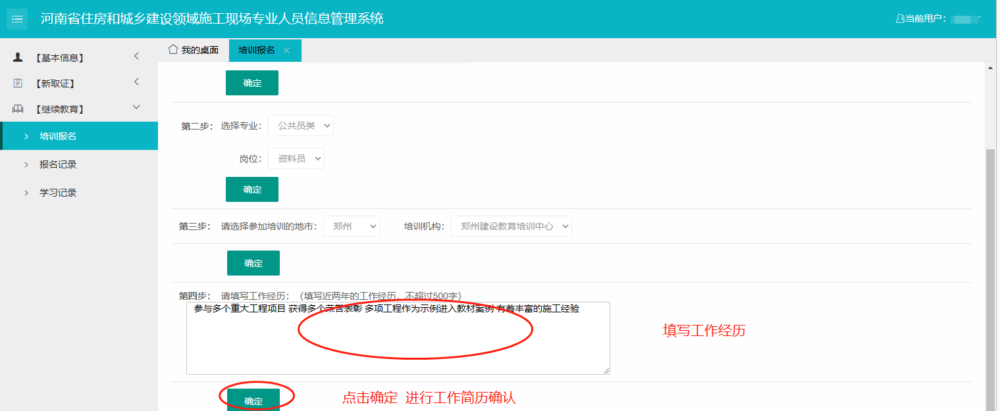 河南省住房和城乡建设领域施工现场专业人员信息管理系统
当前用户：
【基本信息】
【新取证】
【继续教育】
培训报名
报名记录
学习记录
我的桌面 培训报名
确定
第二步： 选择专业： 公共员类
岗位： 资料员
确定
第三步： 请选择参加培训的地市： 郑州 培训机构： 郑州建设教育培训中心
确定
第四步： 请填写工作经历：（填写近两年的工作经历，不超过500字）
参与多个重大工程项目 获得多个荣誉表彰 多项工程作为示例进入教材案例 有着丰富的施工经验
填写工作经历
确定
点击确定 进行工作简历确认